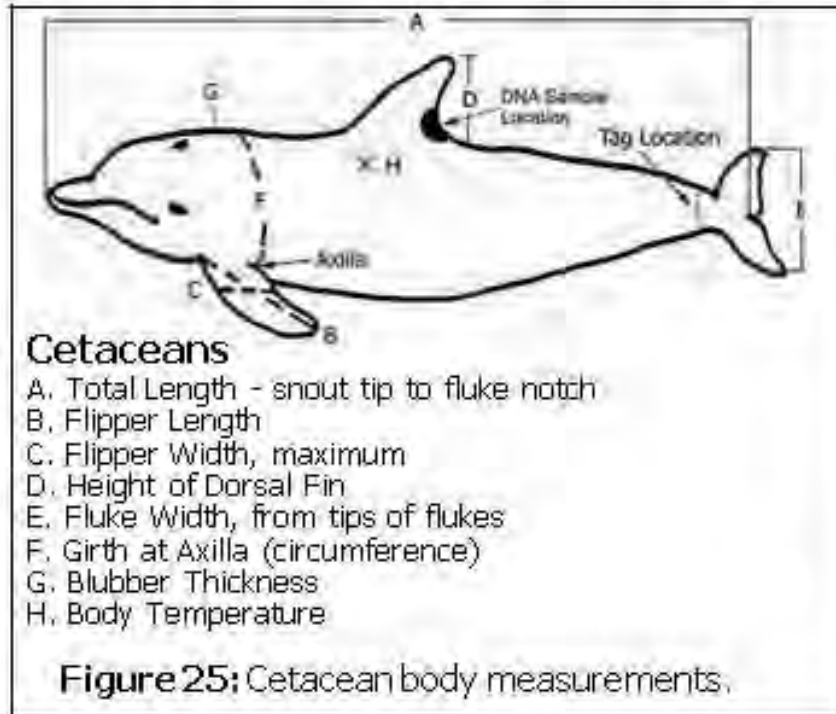 A
G
D
DNA Sample
Location
Tag Location
X H
F
Axilla
C
B
Cetaceans
A. Total Length - snout tip to fluke notch
B. Flipper Length
C. Flipper Width, maximum
D. Height of Dorsal Fin
E. Fluke Width, from tips of flukes
F. Girth at Axilla (circumference)
G. Blubber Thickness
H. Body Temperature
Figure 25: Cetacean body measurements.